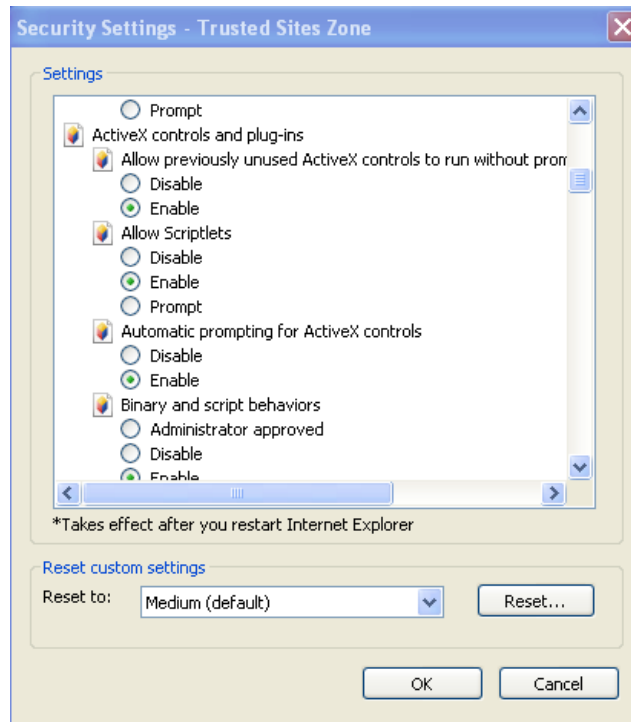 Security Settings - Trusted Sites Zone
Settings
Prompt
ActiveX controls and plug-ins
Allow previously unused ActiveX controls to run without pron
Disable
Enable
Allow Scriptlets
Disable
Enable
Prompt
Automatic prompting for ActiveX controls
Disable
Enable
Binary and script behaviors
Administrator approved
Disable
Enable
*Takes effect after you restart Internet Explorer
Reset custom settings
Reset to: Medium (default) Reset...
OK Cancel